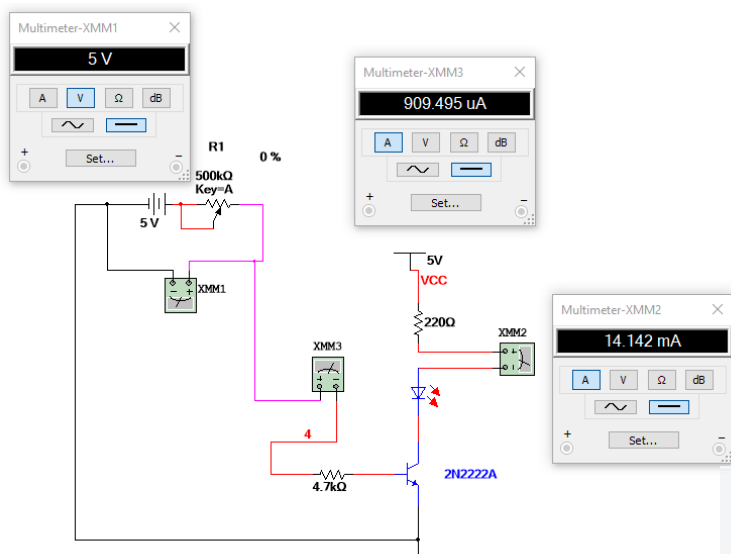 Multimeter-XMM1
5 V
A V Ω dB
+ Set... -
Multimeter-XMM3
909.495 uA
A V Ω dB
+ Set... -
R1
0 %
500kΩ
Key=A
5 V
XMM1
5V
VCC
220Ω
XMM2
XMM3
4
4.7kΩ
2N2222A
Multimeter-XMM2
14.142 mA
A V Ω dB
+ Set... -